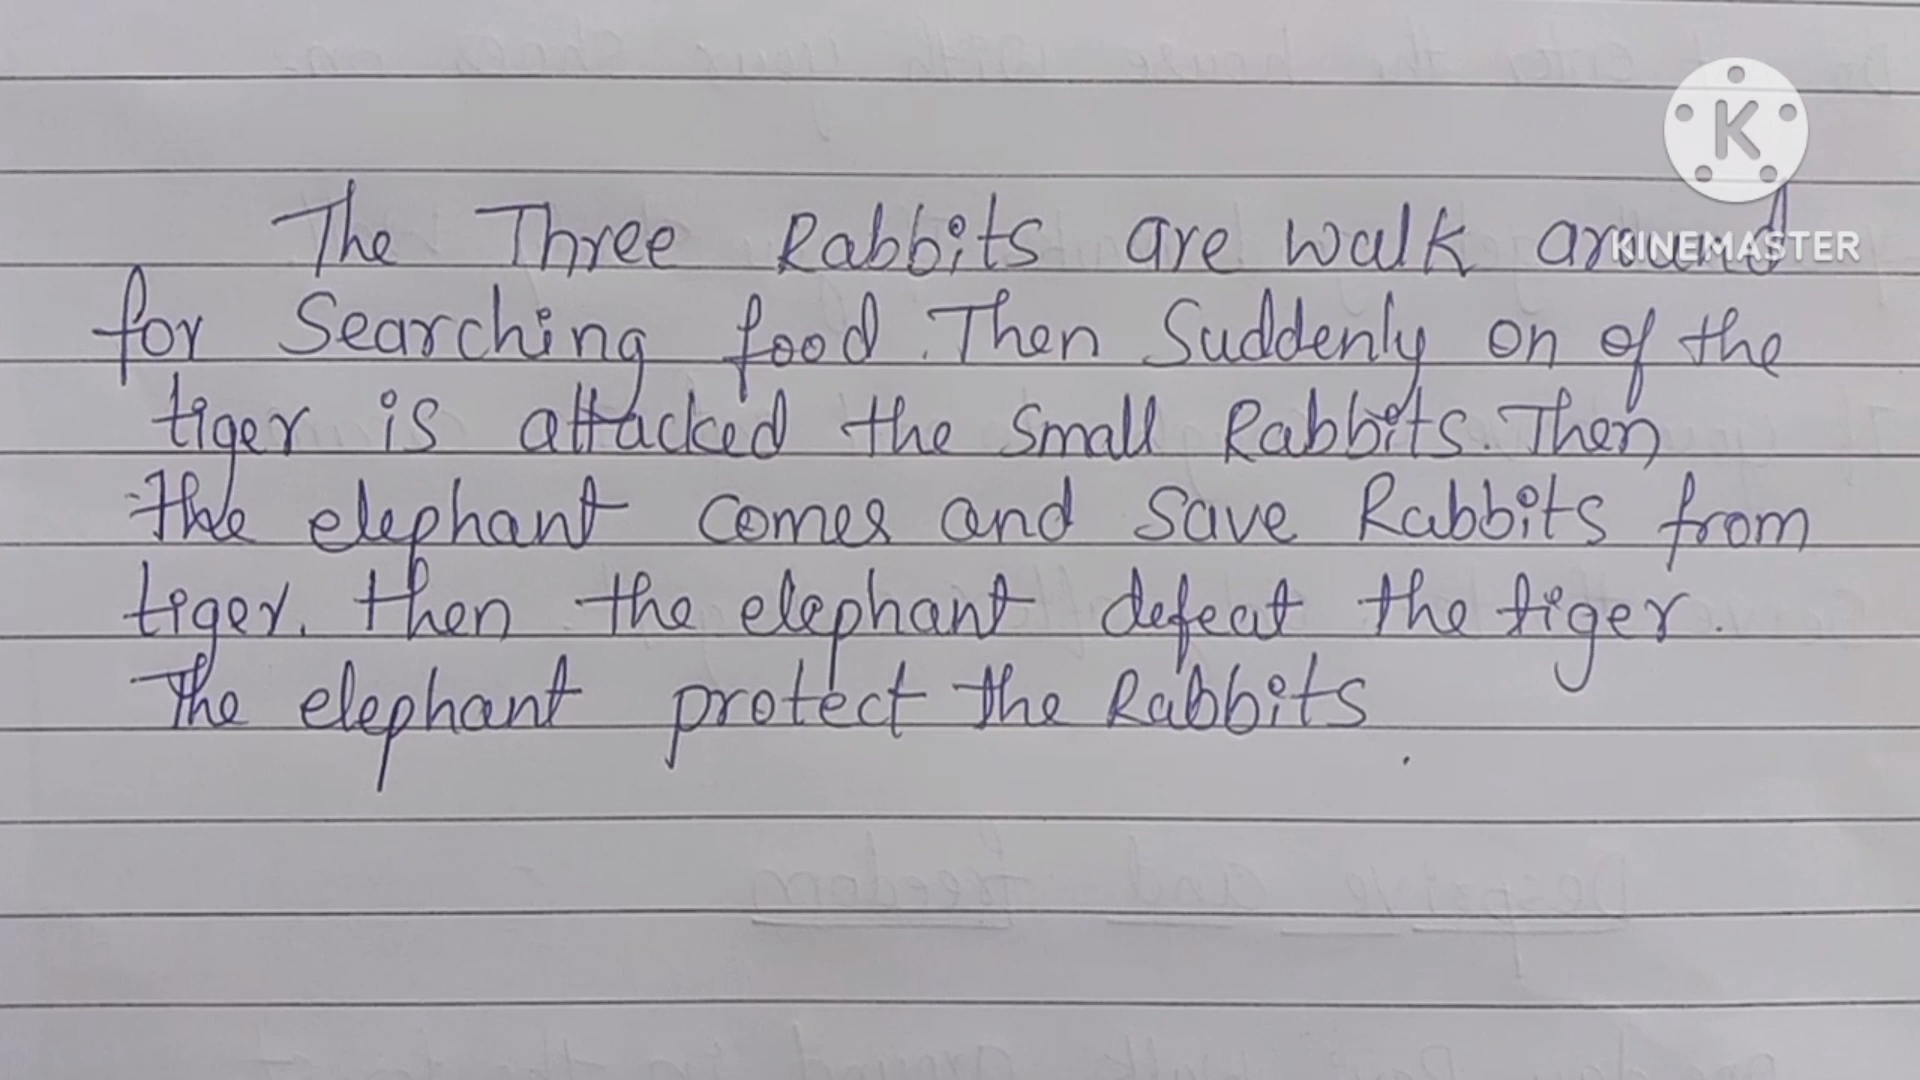 The Three Rabbits are walk around
for Searching food. Then Suddenly on of the
tiger is attacked the small Rabbits. Then
the elephant comes and save Rabbits from
tiger. then the elephant defeat the tiger.
The elephant protect the Rabbits.
K
KINEMASTER